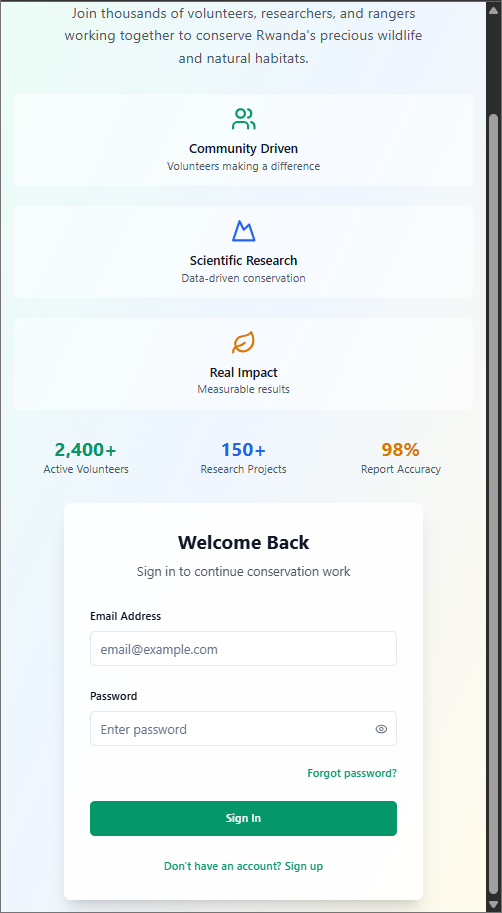 Join thousands of volunteers, researchers, and rangers
working together to conserve Rwanda's precious wildlife
and natural habitats.
Community Driven
Volunteers making a difference
Scientific Research
Data-driven conservation
Real Impact
Measurable results
2,400+ 150+ 98%
Active Volunteers Research Projects Report Accuracy
Welcome Back
Sign in to continue conservation work
Email Address
email@example.com
Password
Enter password
Forgot password?
Sign In
Don't have an account? Sign up